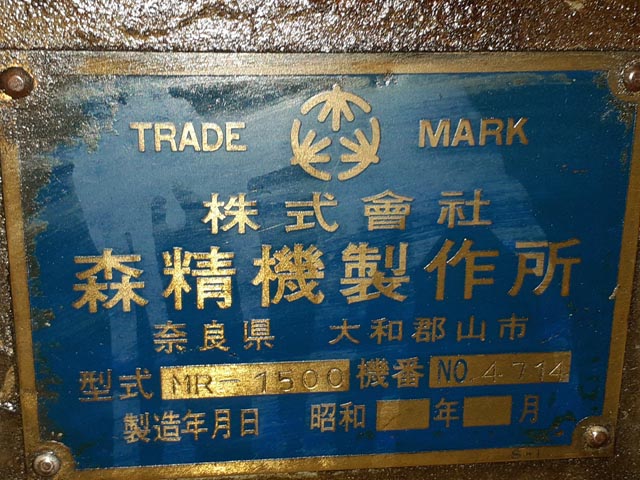 TRADE MARK
株式會社
森精機製作所
奈良県 大和郡山市
型式 MR-1500 機番 NO 4714
製造年月日 昭和 年 月